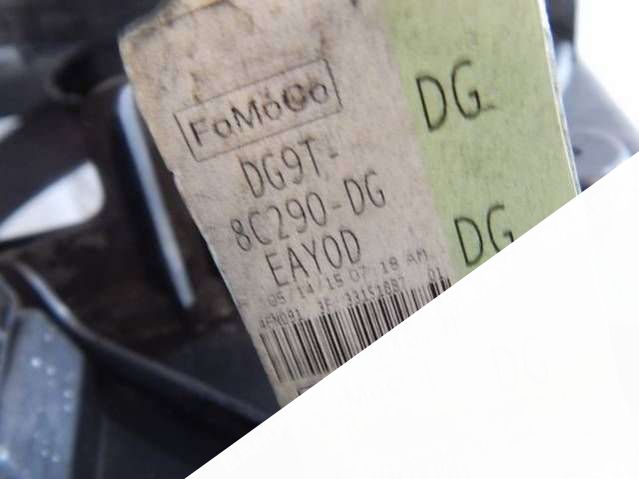 FoMoCo
DG
DG9T-
8C290-DG
EAYOD
DG
05/14/15 07 18 AM